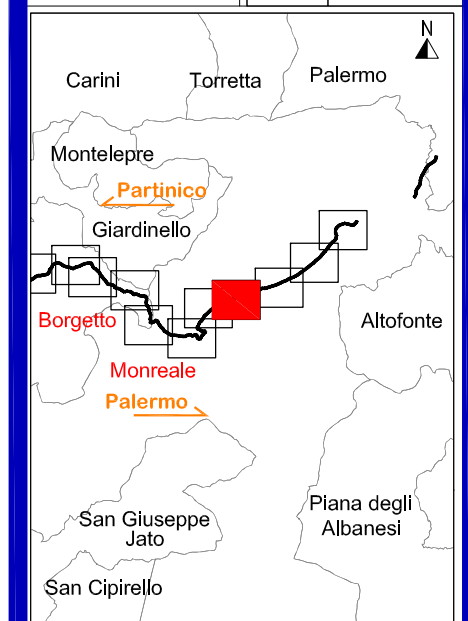 N
Carini
Torretta
Palermo
Montelepre
Partinico
Giardinello
Borgetto
Altofonte
Monreale
Palermo
San Giuseppe
Jato
Piana degli
Albanesi
San Cipirello